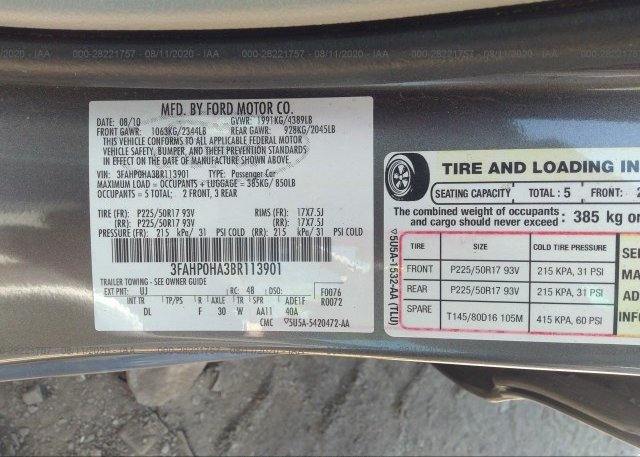 000-28221757 - 08/11/2020 - IAA
MFD. BY FORD MOTOR CO.
DATE: 08/10 GVWR: 1991KG/4389LB
FRONT GAWR: 1063KG/2344LB REAR GAWR: 928KG/2045LB
THIS VEHICLE CONFORMS TO ALL APPLICABLE FEDERAL MOTOR
VEHICLE SAFETY, BUMPER, AND THEFT PREVENTION STANDARDS
IN EFFECT ON THE DATE OF MANUFACTURE SHOWN ABOVE.
VIN: 3FAHP0HA3BR113901 TYPE: Passenger Car
MAXIMUM LOAD = OCCUPANTS + LUGGAGE = 385KG/ 850LB
OCCUPANTS = 5 TOTAL; 2 FRONT, 3 REAR
TIRE (FR): P225/50R17 93V RIMS (FR): 17X7.5J
(RR): P225/50R17 93V (RR): 17X7.5J
PRESSURE (FR): 215 kPa/ 31 PSI COLD (RR): 215 kPa/ 31 PSI COLD
3FAHP0HA3BR113901
TRAILER TOWING - SEE OWNER GUIDE
EXT PNT: UJ RC: 48 DSO: F0076
INT TR TP/PS R AX TR SPR ADE1F R0072
DL F 30 W AA11 40A
CMC 5U5A-5420472-AA
TIRE AND LOADING IN
SEATING CAPACITY TOTAL: 5 FRONT: 2
The combined weight of occupants
and cargo should never exceed : 385 kg or
5U5A-1532-AA (TLU)
TIRE SIZE COLD TIRE PRESSURE
FRONT P225/50R17 93V 215 KPA, 31 PSI
REAR P225/50R17 93V 215 KPA, 31 PSI
SPARE T145/80D16 105M 415 KPA, 60 PSI
SEE
MA
ADD
INFO